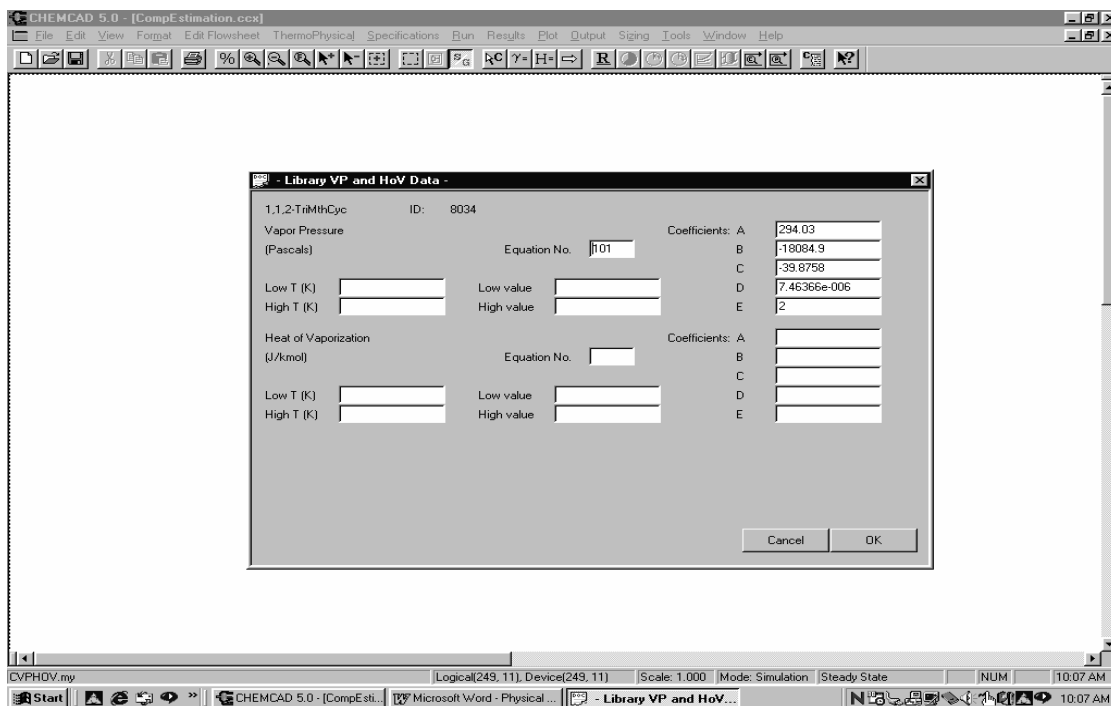 CHEMCAD 5.0 - [CompEstimation.ccx]
File Edit View Format Edit Flowsheet ThermoPhysical Specifications Run Results Plot Output Sizing Tools Window Help
- Library VP and HoV Data -
1,1,2-TriMthCyc ID: 8034
Vapor Pressure Coefficients: A 294.03
(Pascals) Equation No. 101 B -18084.9
C -39.8758
Low T (K) Low value D 7.46366e-006
High T (K) High value E 2
Heat of Vaporization Coefficients: A
(J/kmol) Equation No. B
C
Low T (K) Low value D
High T (K) High value E
Cancel OK
CVPHOV.my Logical(249, 11), Device(249, 11) Scale: 1.000 Mode: Simulation Steady State NUM 10:07 AM
Start » CHEMCAD 5.0 - [CompEsti... Microsoft Word - Physical ... - Library VP and HoV... 10:07 AM